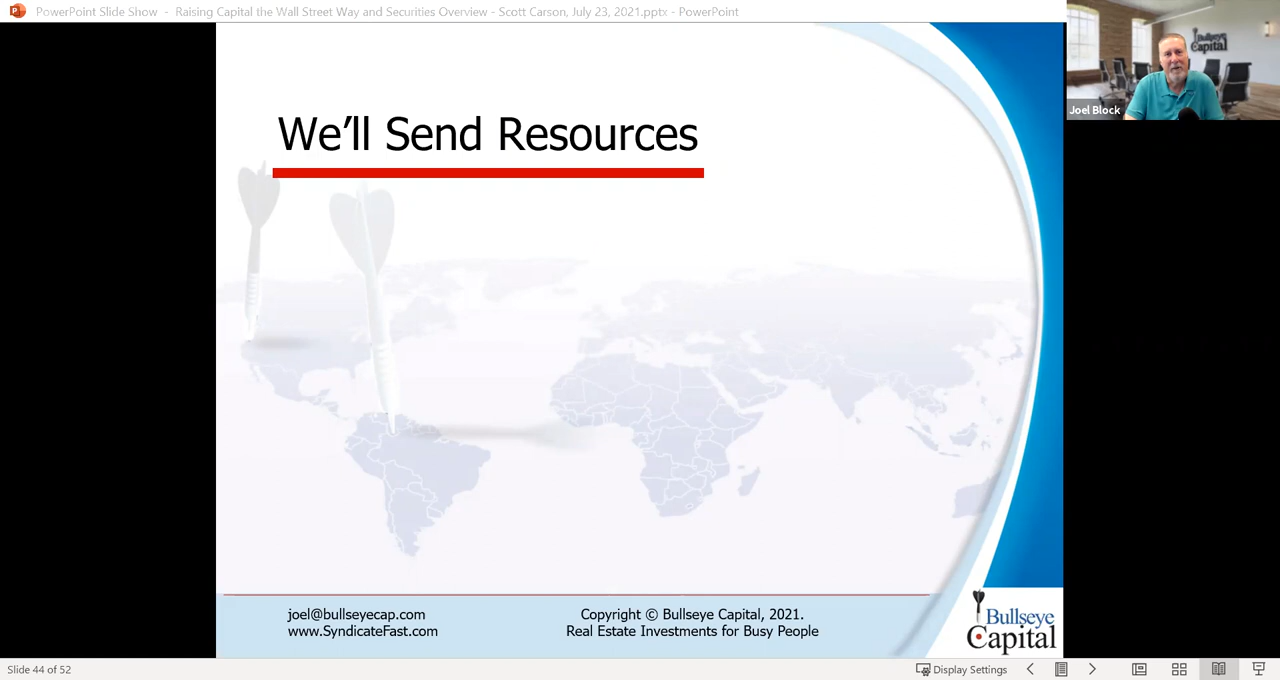 PowerPoint Slide Show - Raising Capital the Wall Street Way and Securities Overview - Scott Carson, July 23, 2021.pptx - PowerPoint
Bullseye
Capital
Joel Block
We'll Send Resources
joel@bullseyecap.com
www.SyndicateFast.com
Copyright © Bullseye Capital, 2021.
Real Estate Investments for Busy People
Bullseye
Capital
Slide 44 of 52
Display Settings